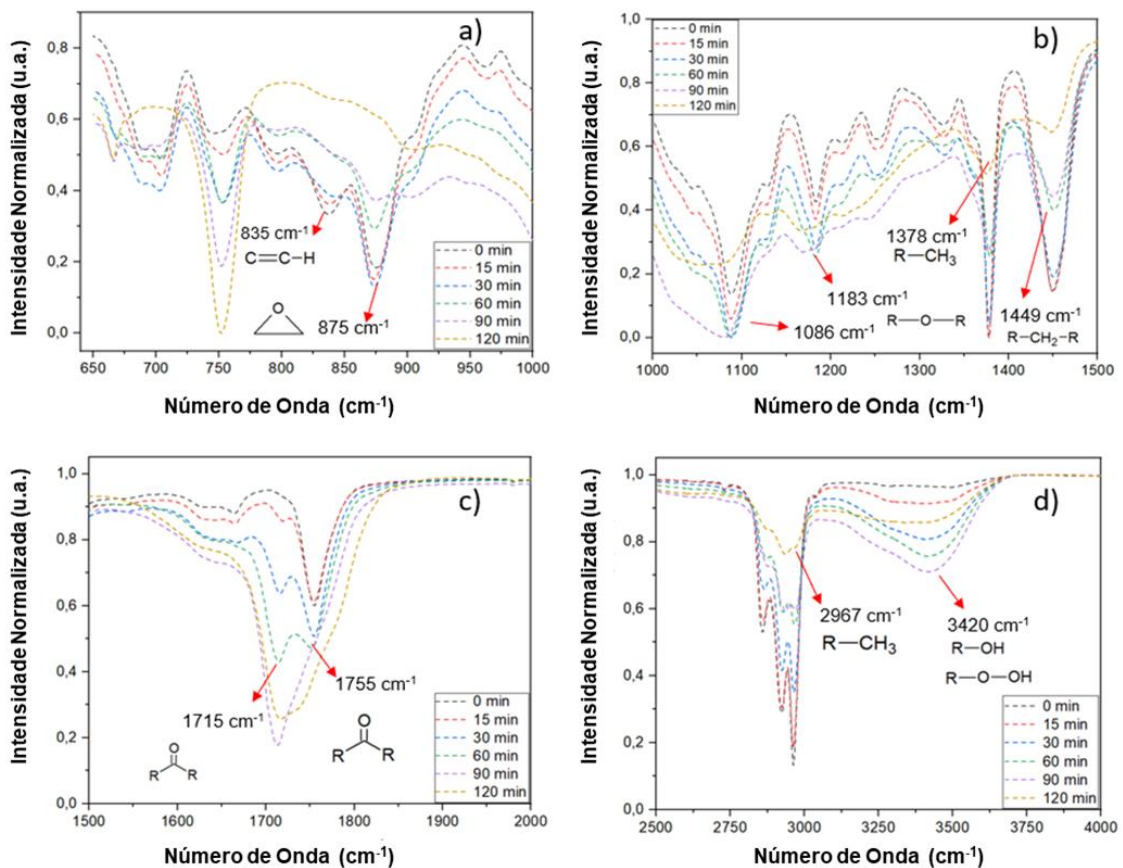 a)
Intensidade Normalizada (u.a.)
0,8
0,6
0,4
0,2
0,0
835 cm⁻¹
C=C-H
O
875 cm⁻¹
0 min
15 min
30 min
60 min
90 min
120 min
650 700 750 800 850 900 950 1000
Número de Onda (cm⁻¹)
b)
Intensidade Normalizada (u.a.)
1,0
0,8
0,6
0,4
0,2
0,0
0 min
15 min
30 min
60 min
90 min
120 min
1378 cm⁻¹
R-CH₃
1183 cm⁻¹
R-O-R
1086 cm⁻¹
1449 cm⁻¹
R-CH₂-R
1000 1100 1200 1300 1400 1500
Número de Onda (cm⁻¹)
c)
Intensidade Normalizada (u.a.)
1,0
0,8
0,6
0,4
0,2
0,0
1755 cm⁻¹
1715 cm⁻¹
O
R R
O
R R
0 min
15 min
30 min
60 min
90 min
120 min
1500 1600 1700 1800 1900 2000
Número de Onda (cm⁻¹)
d)
Intensidade Normalizada (u.a.)
1,0
0,8
0,6
0,4
0,2
0,0
2967 cm⁻¹
R-CH₃
3420 cm⁻¹
R-OH
R-O-OH
0 min
15 min
30 min
60 min
90 min
120 min
2500 2750 3000 3250 3500 3750 4000
Número de Onda (cm⁻¹)